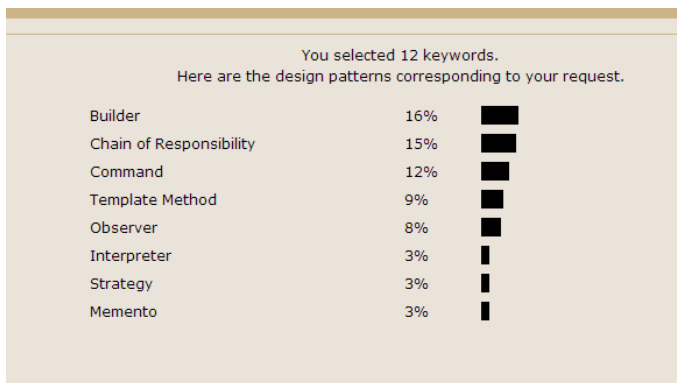 You selected 12 keywords.
Here are the design patterns corresponding to your request.
Builder 16%
Chain of Responsibility 15%
Command 12%
Template Method 9%
Observer 8%
Interpreter 3%
Strategy 3%
Memento 3%